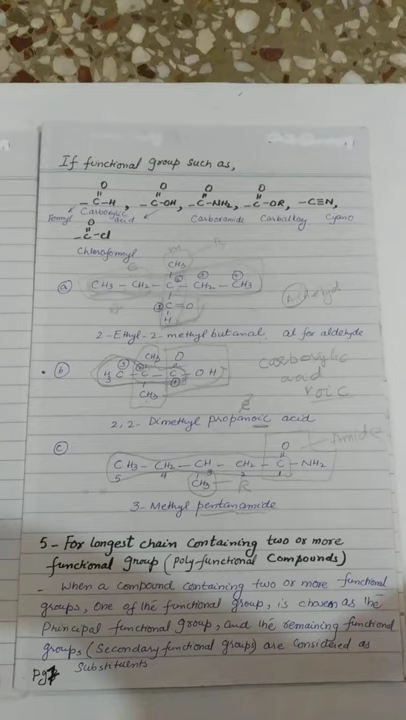 If functional group such as,
O O O O
-C-H, -C-OH, -C-NH₂, -C-OR, -C≡N,
Formyl Carboxylic acid Carboxamide Carbalkoxy Cyano
O
-C-Cl
Chloroformyl
CH₃
(a) CH₃ - CH₂ - C - CH₂ - CH₃
C=O
H
2-Ethyl-2-methyl butanal al for aldehyde
CH₃ O
(b) H₃C - C - C - OH
CH₃
Carboxylic
acid
oic
2,2-Dimethyl propanoic acid
Amide
(c) O
CH₃ - CH₂ - CH - CH₂ - C - NH₂
5 4 3 2 1
CH₃ R
3-Methyl pentanamide
5 - For longest chain containing two or more
functional group (poly-functional Compounds)
- When a compound containing two or more functional
groups, one of the functional group, is chosen as the
Principal functional group, and the remaining functional
groups (Secondary functional groups) are considered as
Substituents